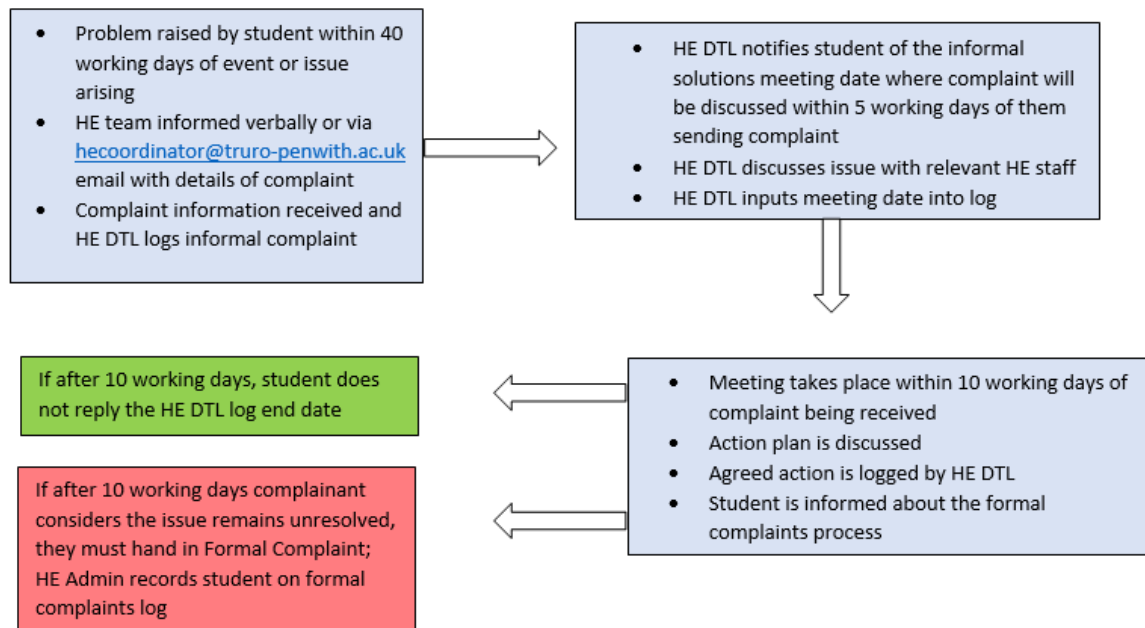 • Problem raised by student within 40
working days of event or issue
arising
• HE team informed verbally or via
hecoordinator@truro-penwith.ac.uk
email with details of complaint
• Complaint information received and
HE DTL logs informal complaint
• HE DTL notifies student of the informal
solutions meeting date where complaint will
be discussed within 5 working days of them
sending complaint
• HE DTL discusses issue with relevant HE staff
• HE DTL inputs meeting date into log
• Meeting takes place within 10 working days of
complaint being received
• Action plan is discussed
• Agreed action is logged by HE DTL
• Student is informed about the formal
complaints process
If after 10 working days, student does
not reply the HE DTL log end date
If after 10 working days complainant
considers the issue remains unresolved,
they must hand in Formal Complaint;
HE Admin records student on formal
complaints log